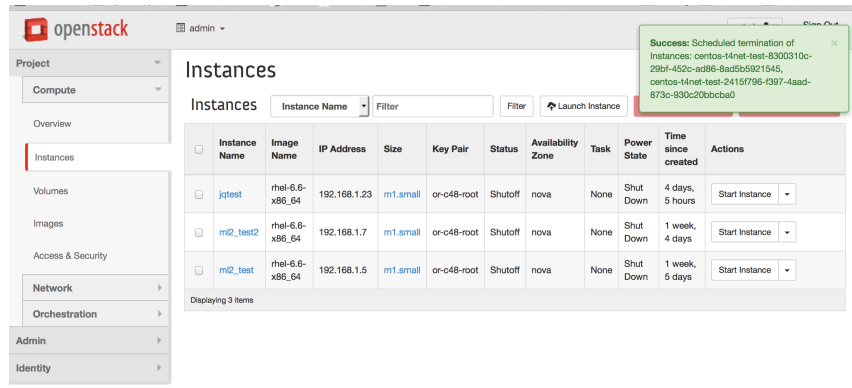 openstack
admin
Sign Out
Success: Scheduled termination of
Instances: centos-t4net-test-8300310c-
29bf-452c-ad86-8ad5b5921545,
centos-t4net-test-2415f796-f397-4aad-
873c-930c20bbcba0
×
Project
Compute
Overview
Instances
Volumes
Images
Access & Security
Network
Orchestration
Admin
Identity
Instances
Instances
Instance Name
Filter
Filter
Launch Instance
Instance Name Image Name IP Address Size Key Pair Status Availability Zone Task Power State Time since created Actions
jqtest rhel-6.6-x86_64 192.168.1.23 m1.small or-c48-root Shutoff nova None Shut Down 4 days, 5 hours Start Instance
ml2_test2 rhel-6.6-x86_64 192.168.1.7 m1.small or-c48-root Shutoff nova None Shut Down 1 week, 4 days Start Instance
ml2_test rhel-6.6-x86_64 192.168.1.5 m1.small or-c48-root Shutoff nova None Shut Down 1 week, 5 days Start Instance
Displaying 3 items